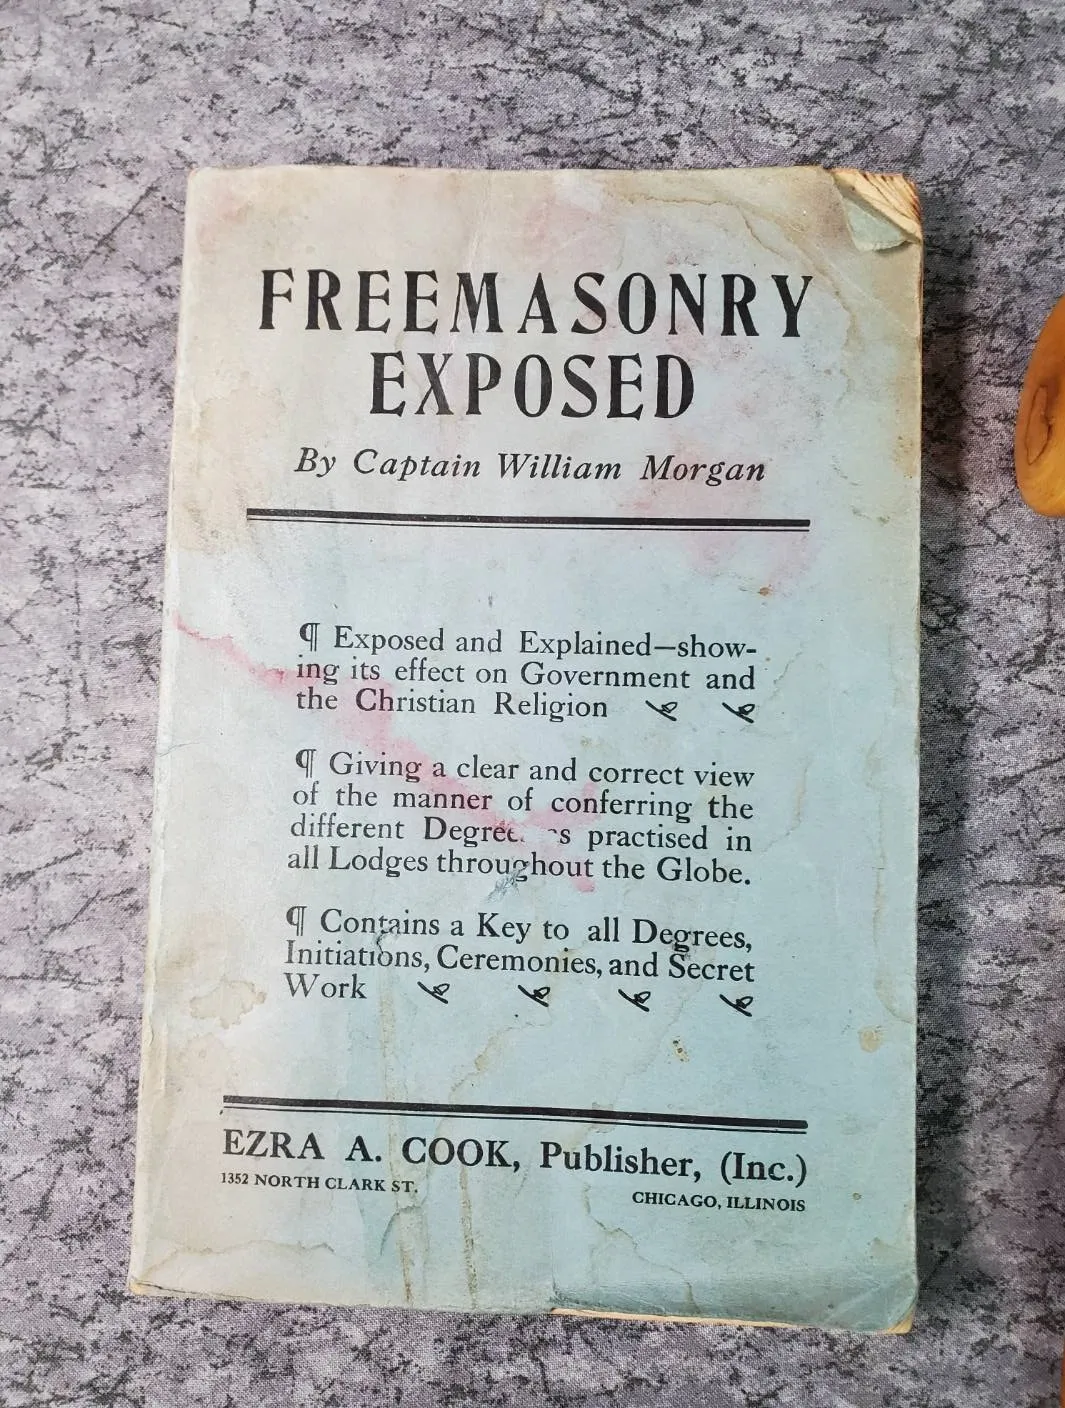 FREEMASONRY
EXPOSED
By Captain William Morgan
¶ Exposed and Explained—show-
ing its effect on Government and
the Christian Religion
¶ Giving a clear and correct view
of the manner of conferring the
different practised in
all Lodges throughout the Globe.
¶ Contains a Key to all Degrees,
Initiations, Ceremonies, and Secret
Work
EZRA A. COOK, Publisher, (Inc.)
1352 NORTH CLARK ST.
CHICAGO, ILLINOIS